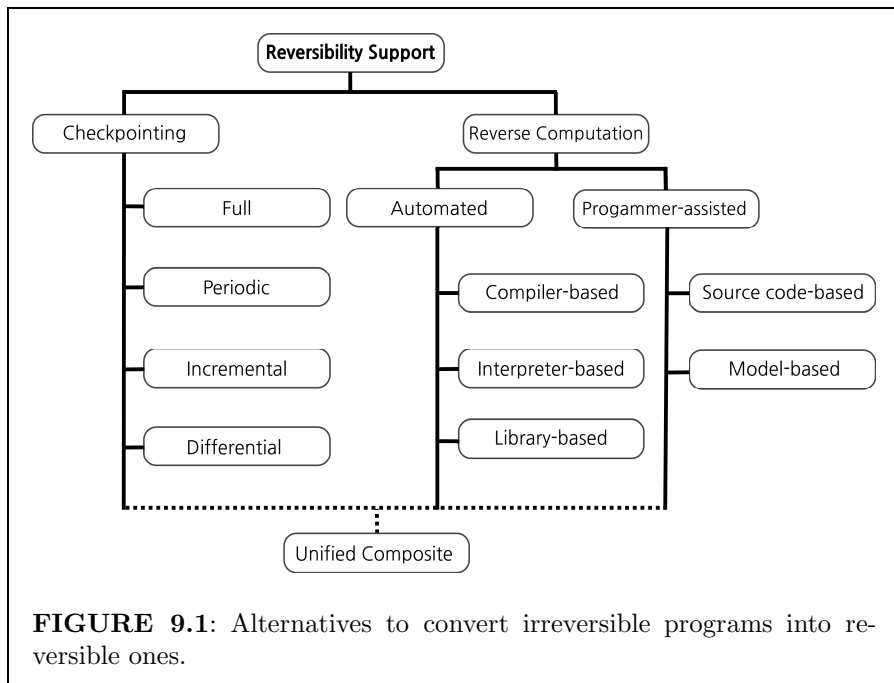 Reversibility Support
Checkpointing
Reverse Computation
Full
Automated
Progammer-assisted
Periodic
Compiler-based
Source code-based
Incremental
Interpreter-based
Model-based
Differential
Library-based
Unified Composite
FIGURE 9.1: Alternatives to convert irreversible programs into re-
versible ones.